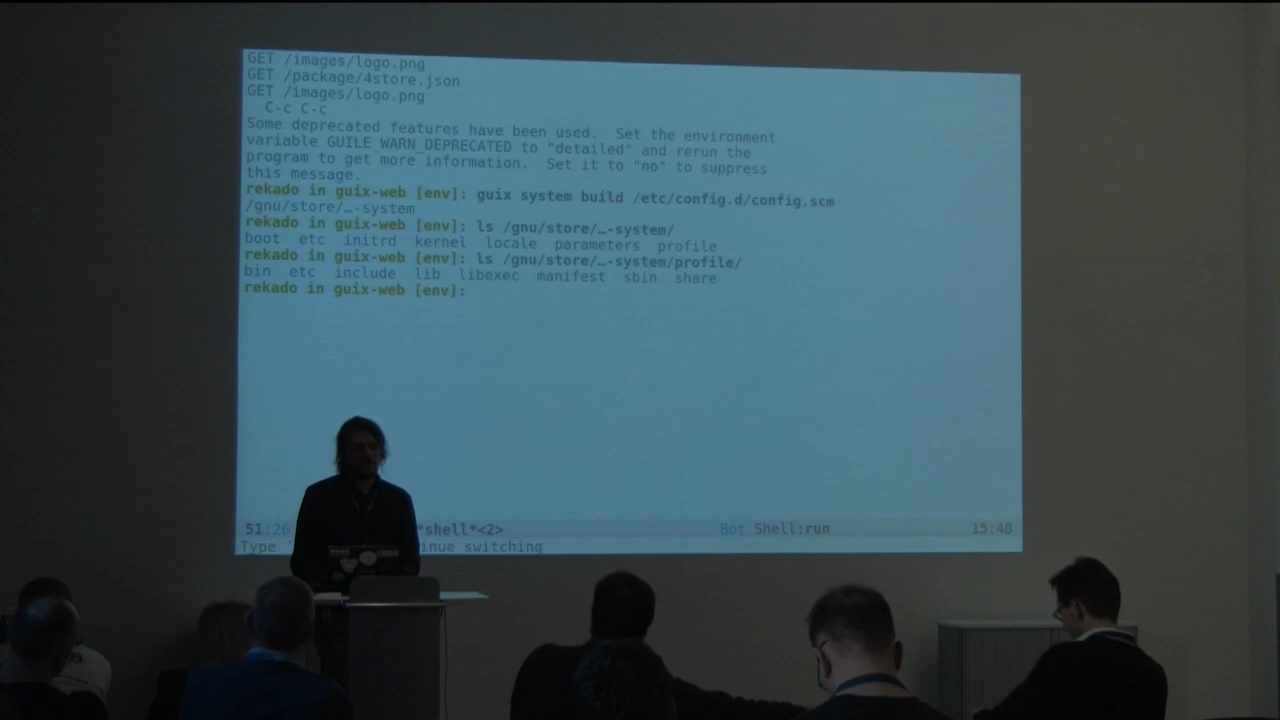 GET /images/logo.png
GET /package/4store.json
GET /images/logo.png
C-c C-c
Some deprecated features have been used.  Set the environment
variable GUILE_WARN_DEPRECATED to "detailed" and rerun the
program to get more information.  Set it to "no" to suppress
this message.
rekado in guix-web [env]: guix system build /etc/config.d/config.scm
/gnu/store/…-system
rekado in guix-web [env]: ls /gnu/store/…-system/
boot  etc  initrd  kernel  locale  parameters  profile
rekado in guix-web [env]: ls /gnu/store/…-system/profile/
bin  etc  include  lib  libexec  manifest  sbin  share
rekado in guix-web [env]:
51:26 *shell*<2> Bot Shell:run 15:48
Type inue switching